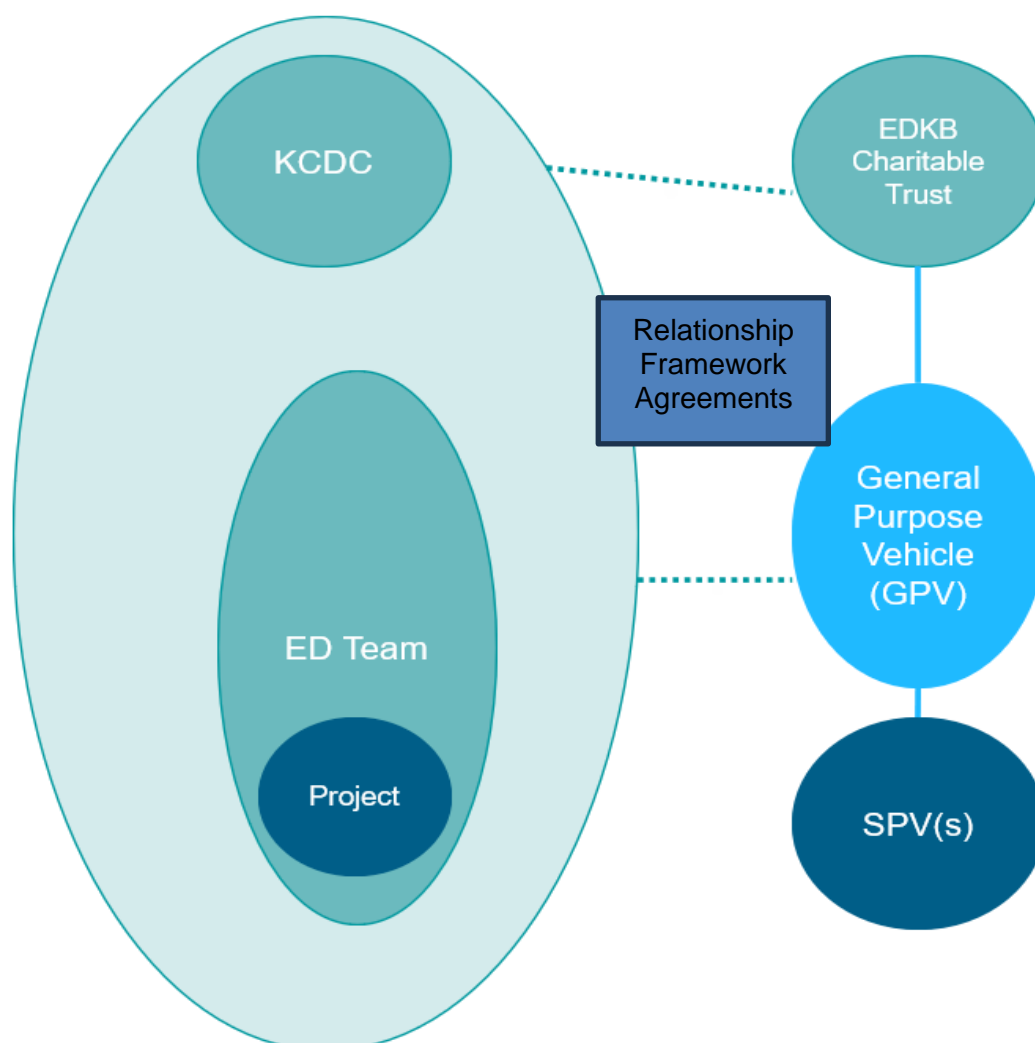 KCDC
EDKB
Charitable
Trust
Relationship
Framework
Agreements
General
Purpose
Vehicle
(GPV)
ED Team
Project
SPV(s)